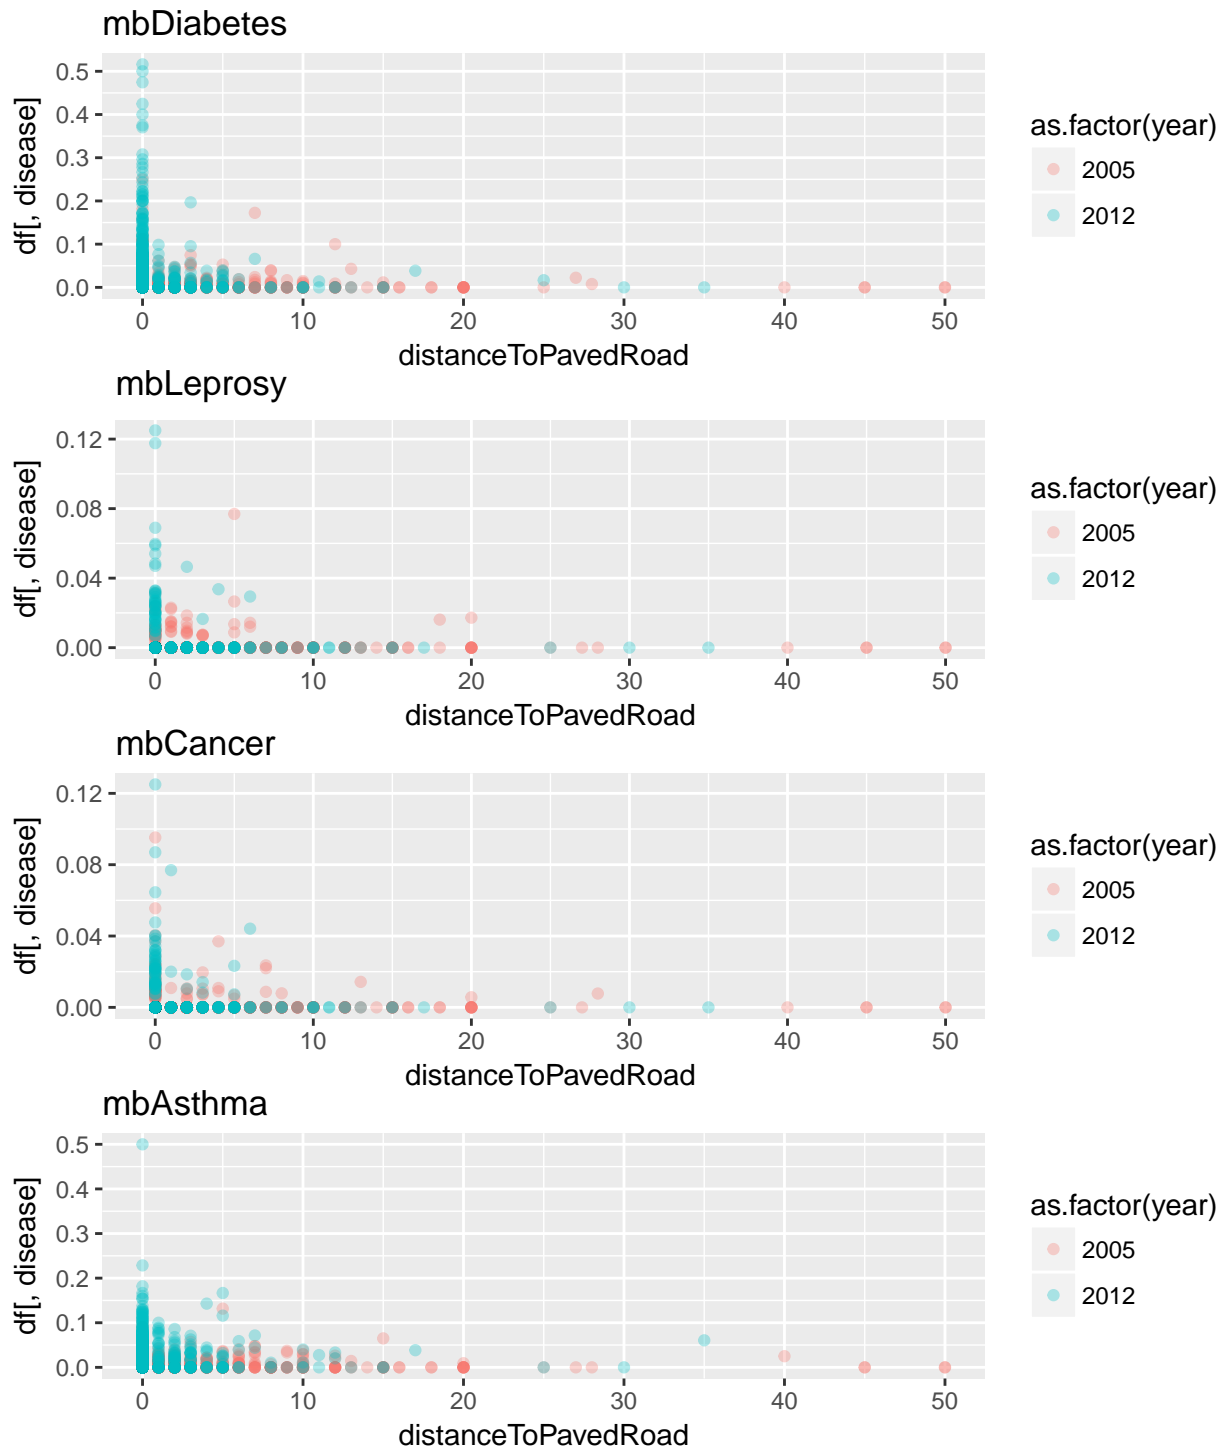 mbDiabetes
df[, disease]
0.5
0.4
0.3
0.2
0.1
0.0
0 10 20 30 40 50
distanceToPavedRoad
as.factor(year)
2005
2012
mbLeprosy
df[, disease]
0.12
0.08
0.04
0.00
0 10 20 30 40 50
distanceToPavedRoad
as.factor(year)
2005
2012
mbCancer
df[, disease]
0.12
0.08
0.04
0.00
0 10 20 30 40 50
distanceToPavedRoad
as.factor(year)
2005
2012
mbAsthma
df[, disease]
0.5
0.4
0.3
0.2
0.1
0.0
0 10 20 30 40 50
distanceToPavedRoad
as.factor(year)
2005
2012